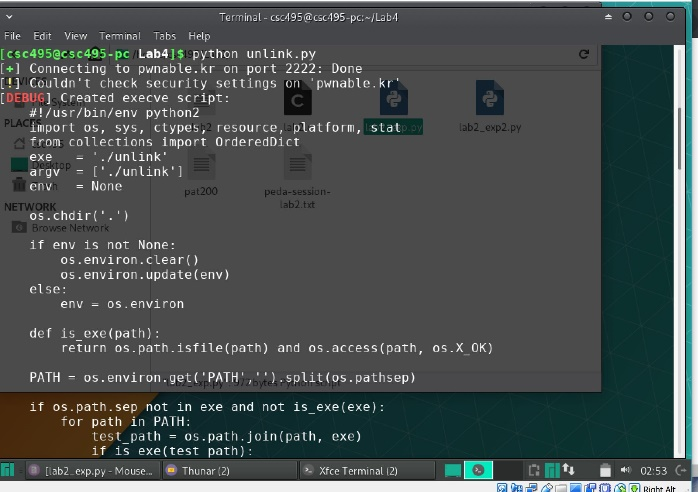 Terminal - csc495@csc495-pc:~/Lab4
File Edit View Terminal Tabs Help
[csc495@csc495-pc Lab4]$ python unlink.py
[+] Connecting to pwnable.kr on port 2222: Done
[!] Couldn't check security settings on 'pwnable.kr'
[DEBUG] Created execve script:
#!/usr/bin/env python2
import os, sys, ctypes, resource, platform, stat
from collections import OrderedDict
exe = './unlink'
argv = ['./unlink']
env = None
os.chdir('.')
if env is not None:
os.environ.clear()
os.environ.update(env)
else:
env = os.environ
def is_exe(path):
return os.path.isfile(path) and os.access(path, os.X_OK)
PATH = os.environ.get('PATH','').split(os.pathsep)
if os.path.sep not in exe and not is_exe(exe):
for path in PATH:
test_path = os.path.join(path, exe)
if is_exe(test_path):
PLACES
Desktop
NETWORK
Browse Network
lab2_exp2.py
pat200
peda-session-
lab2.txt
[lab2_exp.py - Mouse...
Thunar (2)
Xfce Terminal (2)
02:53
Right Alt